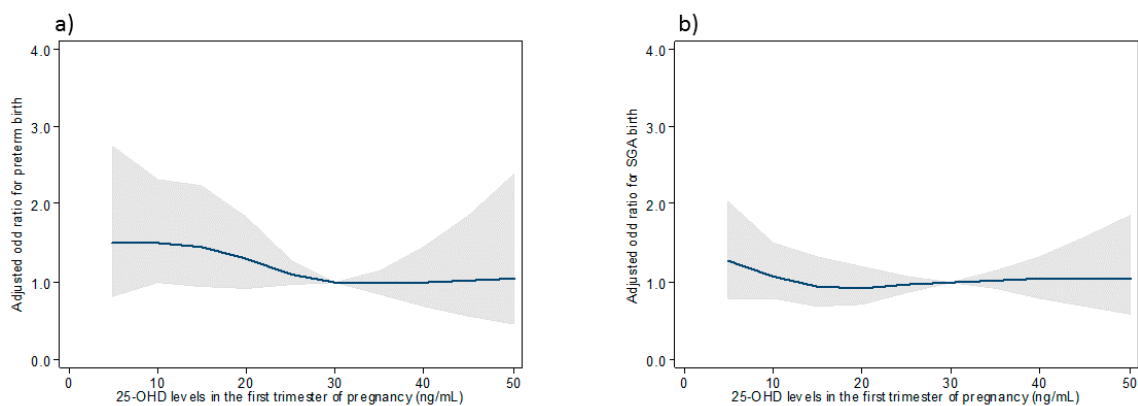 a)
Adjusted odd ratio for preterm birth
4.0
3.0
2.0
1.0
0.0
0 10 20 30 40 50
25-OHD levels in the first trimester of pregnancy (ng/mL)
b)
Adjusted odd ratio for SGA birth
4.0
3.0
2.0
1.0
0.0
0 10 20 30 40 50
25-OHD levels in the first trimester of pregnancy (ng/mL)